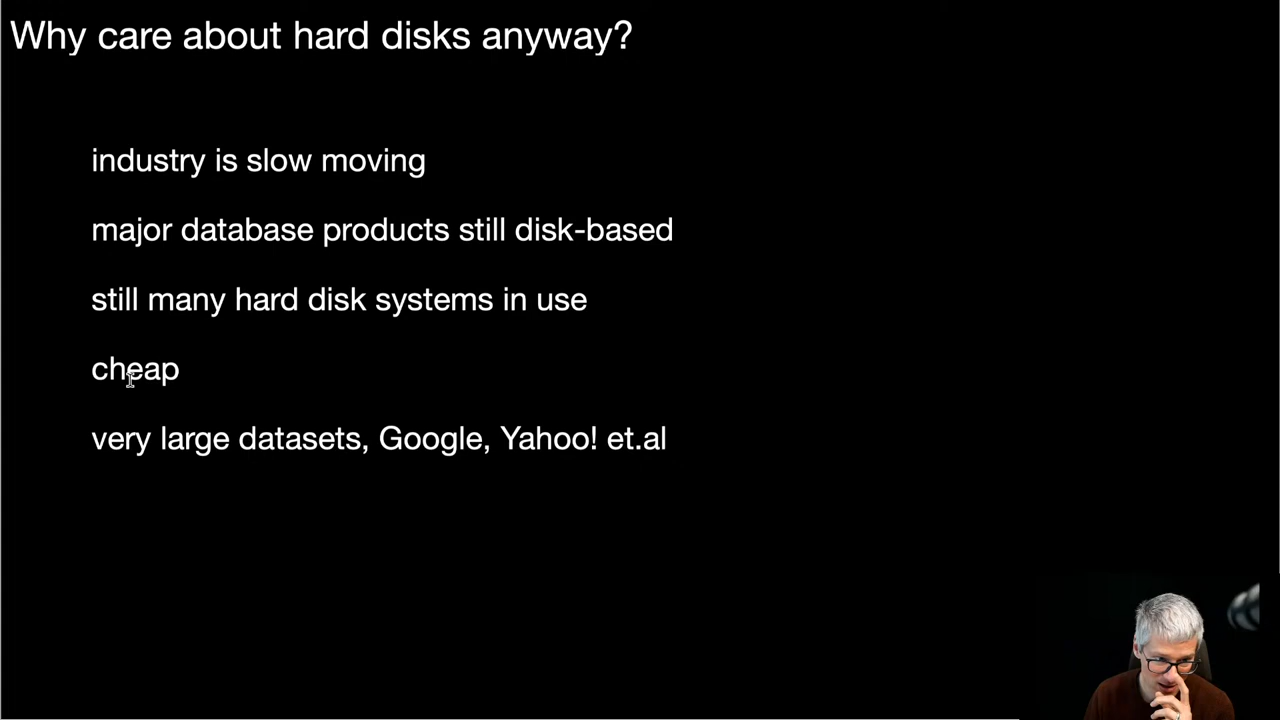 Why care about hard disks anyway?
industry is slow moving
major database products still disk-based
still many hard disk systems in use
cheap
very large datasets, Google, Yahoo! et.al